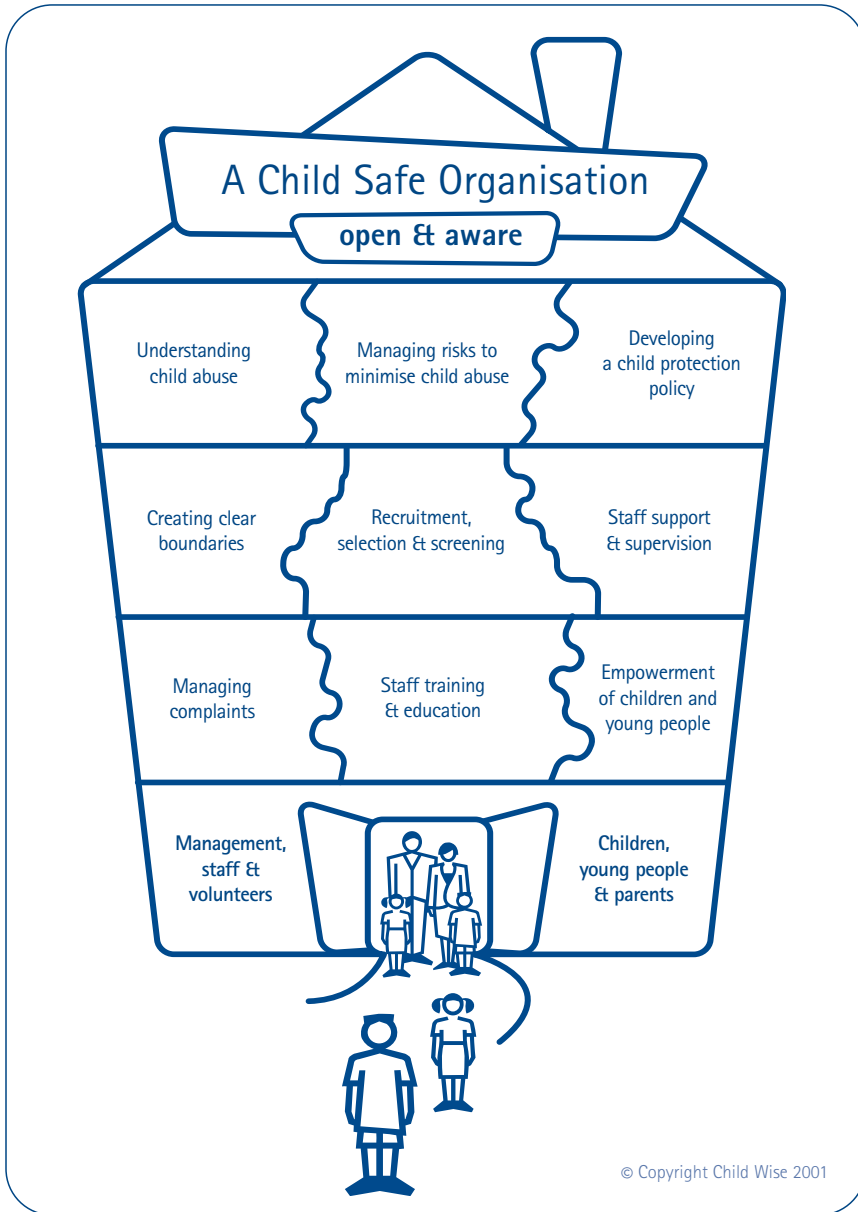 A Child Safe Organisation
open & aware
Understanding
child abuse
Managing risks to
minimise child abuse
Developing
a child protection
policy
Creating clear
boundaries
Recruitment,
selection & screening
Staff support
& supervision
Managing
complaints
Staff training
& education
Empowerment
of children and
young people
Management,
staff &
volunteers
Children,
young people
& parents
© Copyright Child Wise 2001